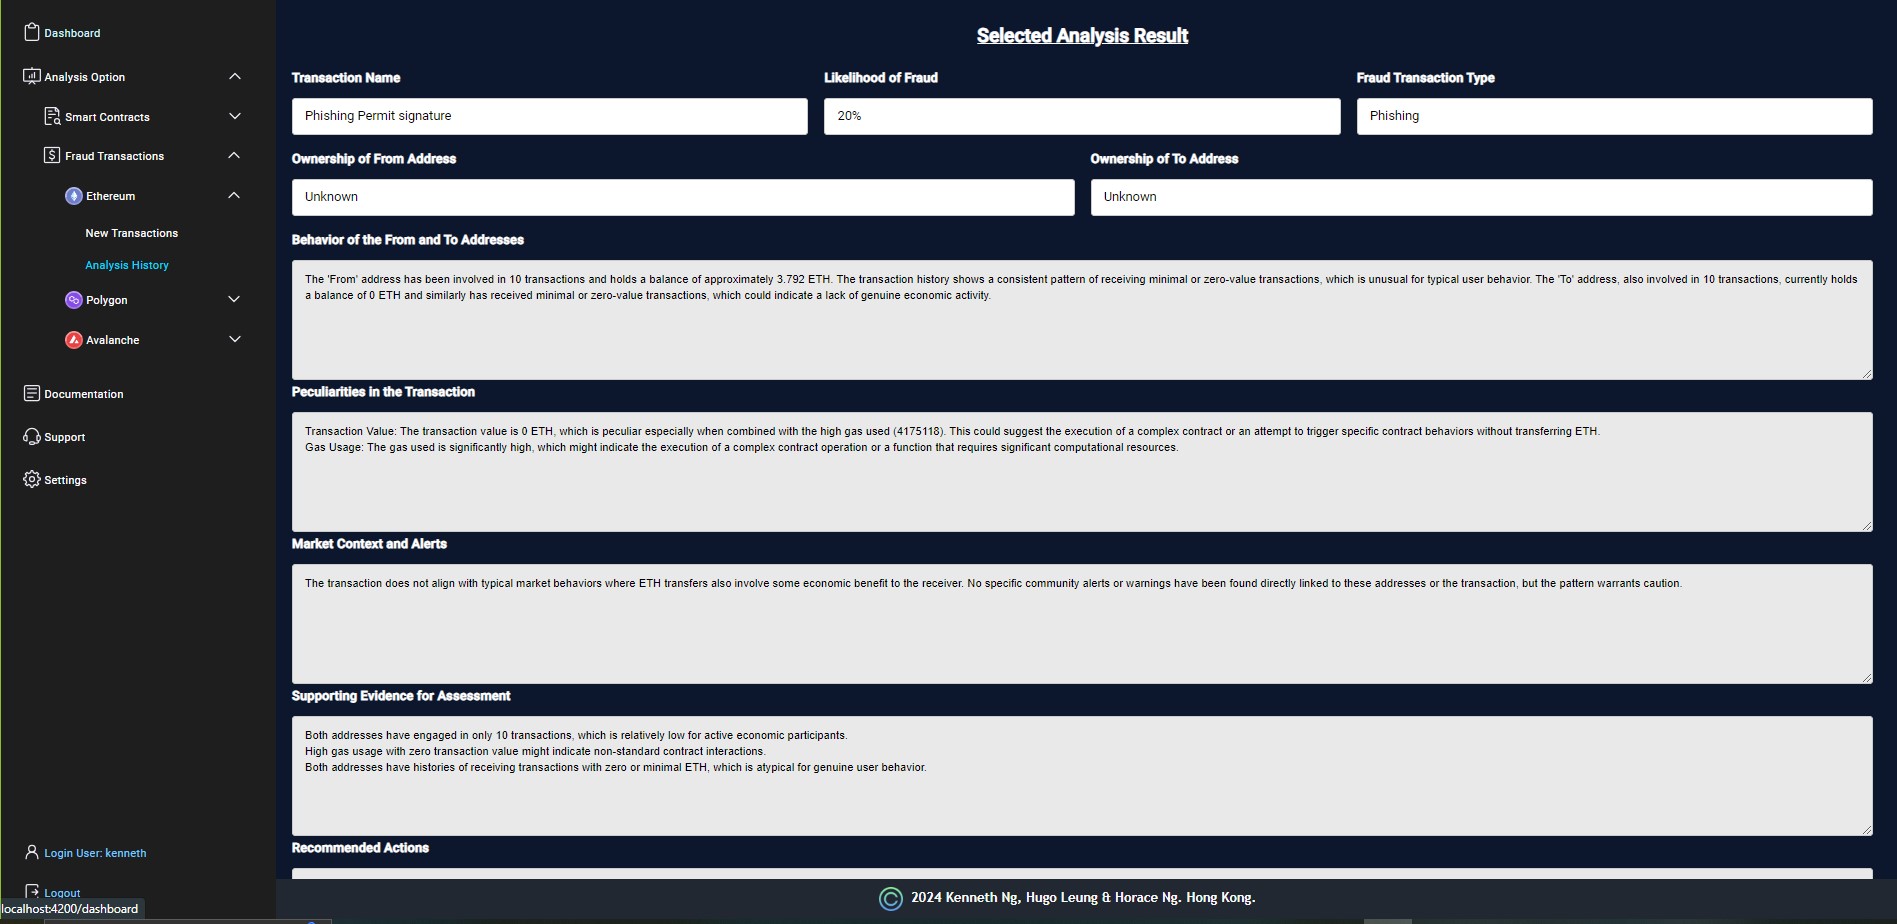 Dashboard
Analysis Option
Smart Contracts
Fraud Transactions
Ethereum
New Transactions
Analysis History
Polygon
Avalanche
Documentation
Support
Settings
Login User: kenneth
Logout
localhost:4200/dashboard
Selected Analysis Result
Transaction Name
Likelihood of Fraud
Fraud Transaction Type
Phishing Permit signature
20%
Phishing
Ownership of From Address
Ownership of To Address
Unknown
Unknown
Behavior of the From and To Addresses
The 'From' address has been involved in 10 transactions and holds a balance of approximately 3.792 ETH. The transaction history shows a consistent pattern of receiving minimal or zero-value transactions, which is unusual for typical user behavior. The 'To' address, also involved in 10 transactions, currently holds
a balance of 0 ETH and similarly has received minimal or zero-value transactions, which could indicate a lack of genuine economic activity.
Peculiarities in the Transaction
Transaction Value: The transaction value is 0 ETH, which is peculiar especially when combined with the high gas used (4175118). This could suggest the execution of a complex contract or an attempt to trigger specific contract behaviors without transferring ETH.
Gas Usage: The gas used is significantly high, which might indicate the execution of a complex contract operation or a function that requires significant computational resources.
Market Context and Alerts
The transaction does not align with typical market behaviors where ETH transfers also involve some economic benefit to the receiver. No specific community alerts or warnings have been found directly linked to these addresses or the transaction, but the pattern warrants caution.
Supporting Evidence for Assessment
Both addresses have engaged in only 10 transactions, which is relatively low for active economic participants.
High gas usage with zero transaction value might indicate non-standard contract interactions.
Both addresses have histories of receiving transactions with zero or minimal ETH, which is atypical for genuine user behavior.
Recommended Actions
2024 Kenneth Ng, Hugo Leung & Horace Ng. Hong Kong.